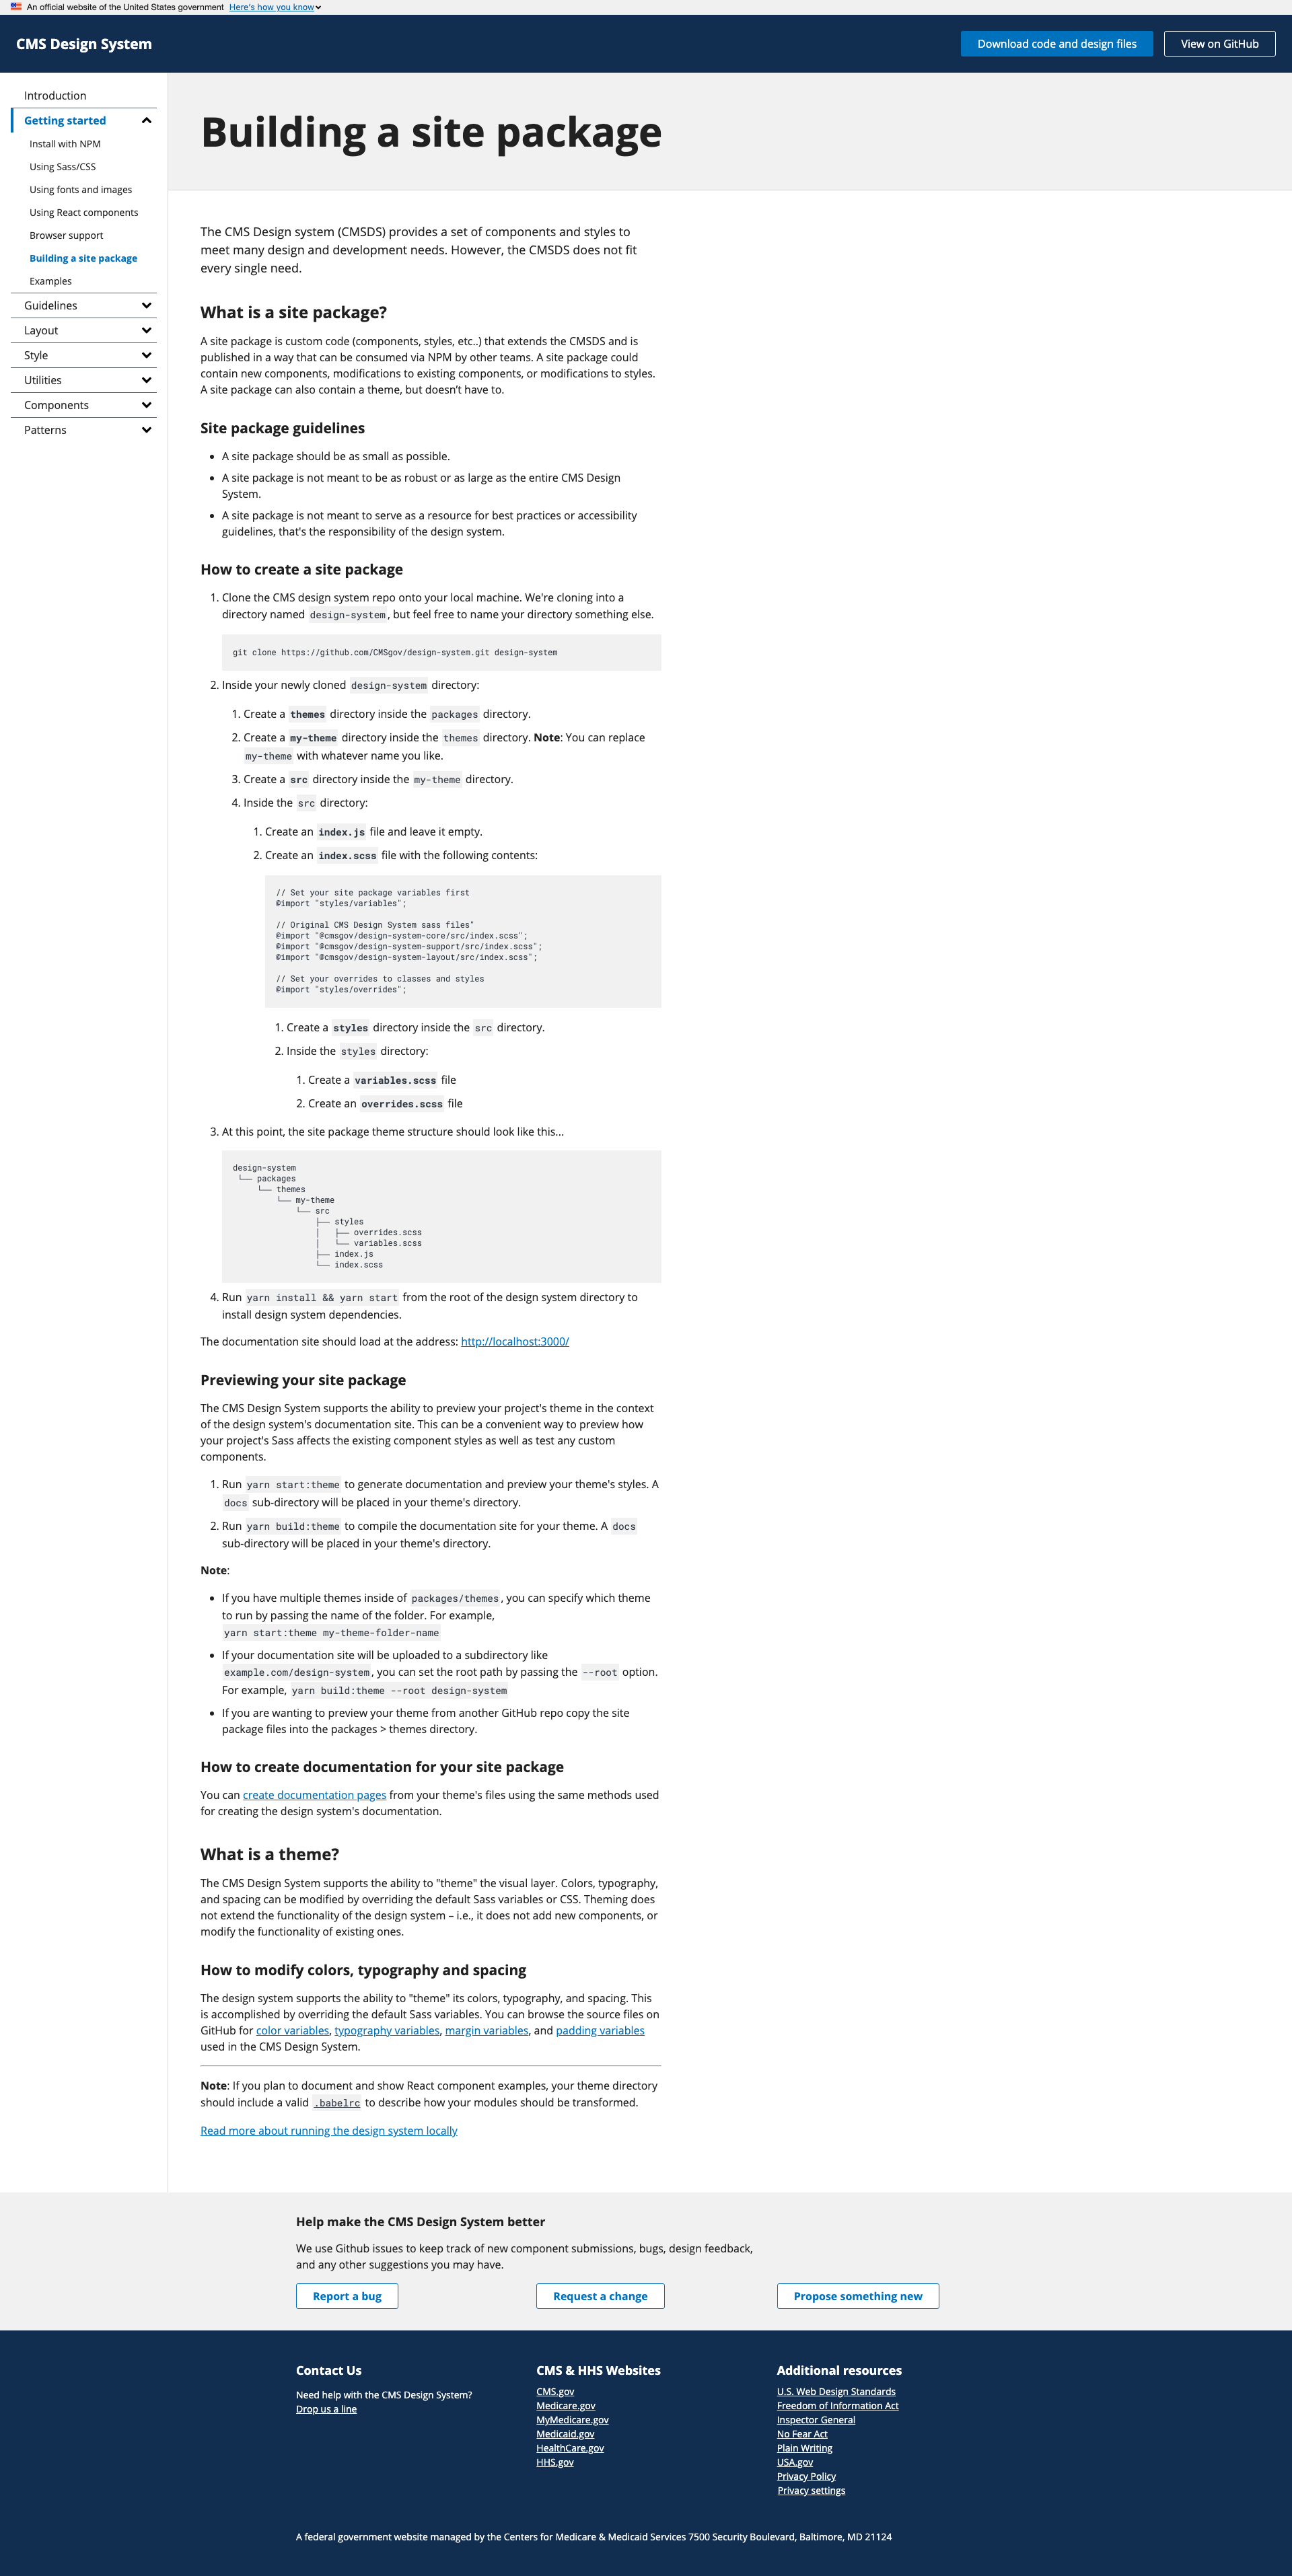 An official website of the United States government Here's how you know
CMS Design System
Download code and design files
View on GitHub
Introduction
Getting started
Install with NPM
Using Sass/CSS
Using fonts and images
Using React components
Browser support
Building a site package
Examples
Guidelines
Layout
Style
Utilities
Components
Patterns
Building a site package
The CMS Design system (CMSDS) provides a set of components and styles to
meet many design and development needs. However, the CMSDS does not fit
every single need.
What is a site package?
A site package is custom code (components, styles, etc..) that extends the CMSDS and is
published in a way that can be consumed via NPM by other teams. A site package could
contain new components, modifications to existing components, or modifications to styles.
A site package can also contain a theme, but doesn’t have to.
Site package guidelines
• A site package should be as small as possible.
• A site package is not meant to be as robust or as large as the entire CMS Design
System.
• A site package is not meant to serve as a resource for best practices or accessibility
guidelines, that's the responsibility of the design system.
How to create a site package
1. Clone the CMS design system repo onto your local machine. We're cloning into a
directory named design-system, but feel free to name your directory something else.
git clone https://github.com/CMSgov/design-system.git design-system
2. Inside your newly cloned design-system directory:
1. Create a themes directory inside the packages directory.
2. Create a my-theme directory inside the themes directory. Note: You can replace
my-theme with whatever name you like.
3. Create a src directory inside the my-theme directory.
4. Inside the src directory:
1. Create an index.js file and leave it empty.
2. Create an index.scss file with the following contents:
// Set your site package variables first
@import "styles/variables";
// Original CMS Design System sass files"
@import "@cmsgov/design-system-core/src/index.scss";
@import "@cmsgov/design-system-support/src/index.scss";
@import "@cmsgov/design-system-layout/src/index.scss";
// Set your overrides to classes and styles
@import "styles/overrides";
1. Create a styles directory inside the src directory.
2. Inside the styles directory:
1. Create a variables.scss file
2. Create an overrides.scss file
3. At this point, the site package theme structure should look like this...
design-system
└── packages
└── themes
└── my-theme
└── src
├── styles
│   ├── overrides.scss
│   └── variables.scss
├── index.js
└── index.scss
4. Run yarn install && yarn start from the root of the design system directory to
install design system dependencies.
The documentation site should load at the address: http://localhost:3000/
Previewing your site package
The CMS Design System supports the ability to preview your project's theme in the context
of the design system's documentation site. This can be a convenient way to preview how
your project's Sass affects the existing component styles as well as test any custom
components.
1. Run yarn start:theme to generate documentation and preview your theme's styles. A
docs sub-directory will be placed in your theme's directory.
2. Run yarn build:theme to compile the documentation site for your theme. A docs
sub-directory will be placed in your theme's directory.
Note:
• If you have multiple themes inside of packages/themes, you can specify which theme
to run by passing the name of the folder. For example,
yarn start:theme my-theme-folder-name
• If your documentation site will be uploaded to a subdirectory like
example.com/design-system, you can set the root path by passing the --root option.
For example, yarn build:theme --root design-system
• If you are wanting to preview your theme from another GitHub repo copy the site
package files into the packages > themes directory.
How to create documentation for your site package
You can create documentation pages from your theme's files using the same methods used
for creating the design system's documentation.
What is a theme?
The CMS Design System supports the ability to "theme" the visual layer. Colors, typography,
and spacing can be modified by overriding the default Sass variables or CSS. Theming does
not extend the functionality of the design system – i.e., it does not add new components, or
modify the functionality of existing ones.
How to modify colors, typography and spacing
The design system supports the ability to "theme" its colors, typography, and spacing. This
is accomplished by overriding the default Sass variables. You can browse the source files on
GitHub for color variables, typography variables, margin variables, and padding variables
used in the CMS Design System.
Note: If you plan to document and show React component examples, your theme directory
should include a valid .babelrc to describe how your modules should be transformed.
Read more about running the design system locally
Help make the CMS Design System better
We use Github issues to keep track of new component submissions, bugs, design feedback,
and any other suggestions you may have.
Report a bug
Request a change
Propose something new
Contact Us
Need help with the CMS Design System?
Drop us a line
CMS & HHS Websites
CMS.gov
Medicare.gov
MyMedicare.gov
Medicaid.gov
HealthCare.gov
HHS.gov
Additional resources
U.S. Web Design Standards
Freedom of Information Act
Inspector General
No Fear Act
Plain Writing
USA.gov
Privacy Policy
Privacy settings
A federal government website managed by the Centers for Medicare & Medicaid Services 7500 Security Boulevard, Baltimore, MD 21124